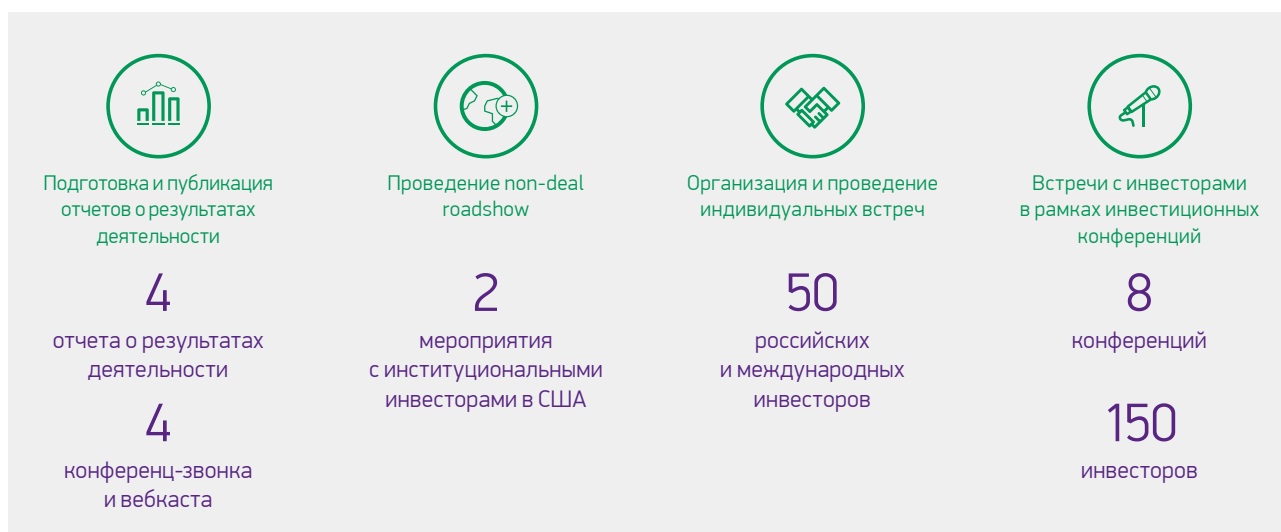 Подготовка и публикация
отчетов о результатах
деятельности
4
отчета о результатах
деятельности
4
конференц-звонка
и вебкаста
Проведение non-deal
roadshow
2
мероприятия
с институциональными
инвесторами в США
Организация и проведение
индивидуальных встреч
50
российских
и международных
инвесторов
Встречи с инвесторами
в рамках инвестиционных
конференций
8
конференций
150
инвесторов